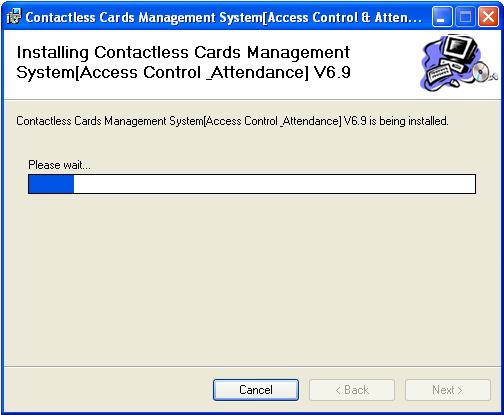 Contactless Cards Management System[Access Control & Atten...
Installing Contactless Cards Management
System[Access Control _Attendance] V6.9
Contactless Cards Management System[Access Control _Attendance] V6.9 is being installed.
Please wait...
Cancel
< Back
Next >